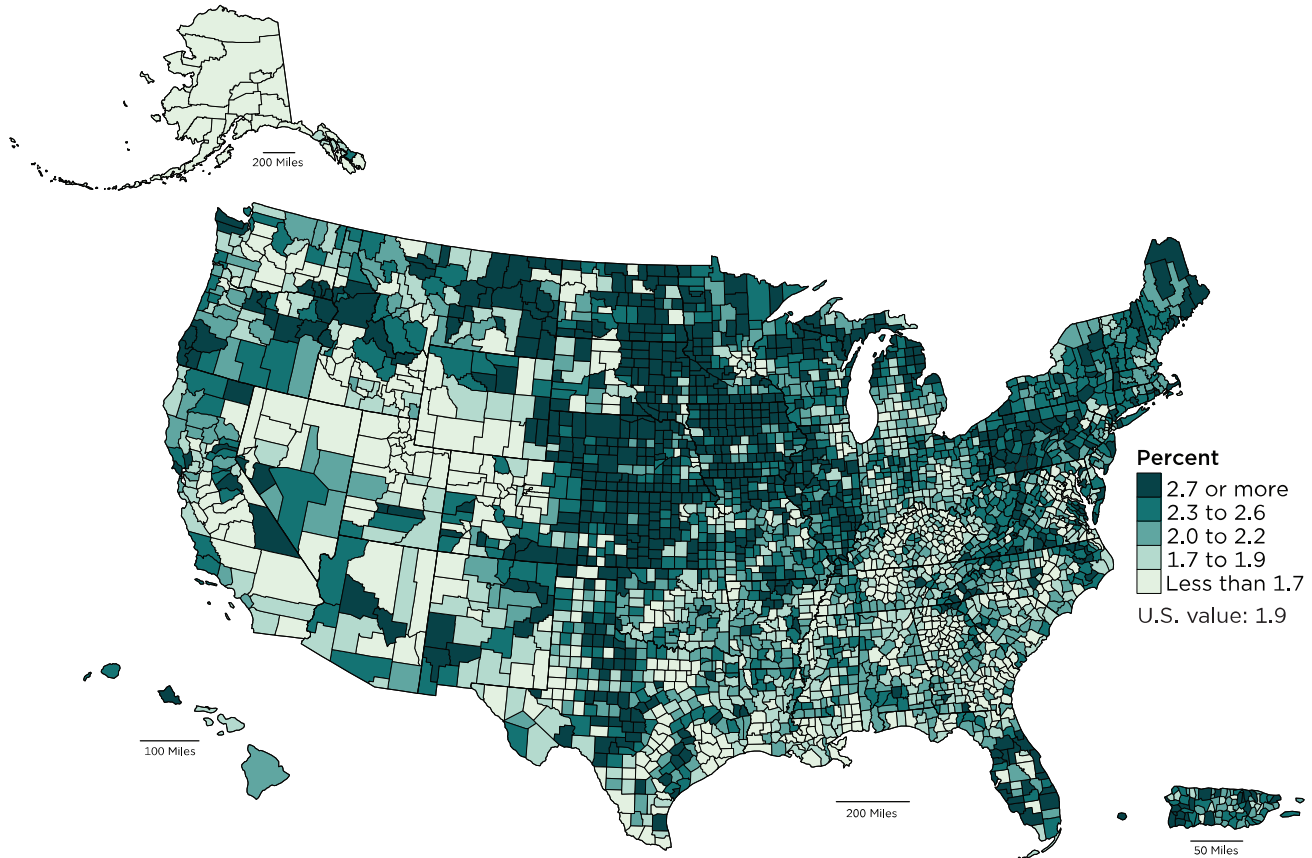 200 Miles
Percent
2.7 or more
2.3 to 2.6
2.0 to 2.2
1.7 to 1.9
Less than 1.7
U.S. value: 1.9
100 Miles
200 Miles
50 Miles